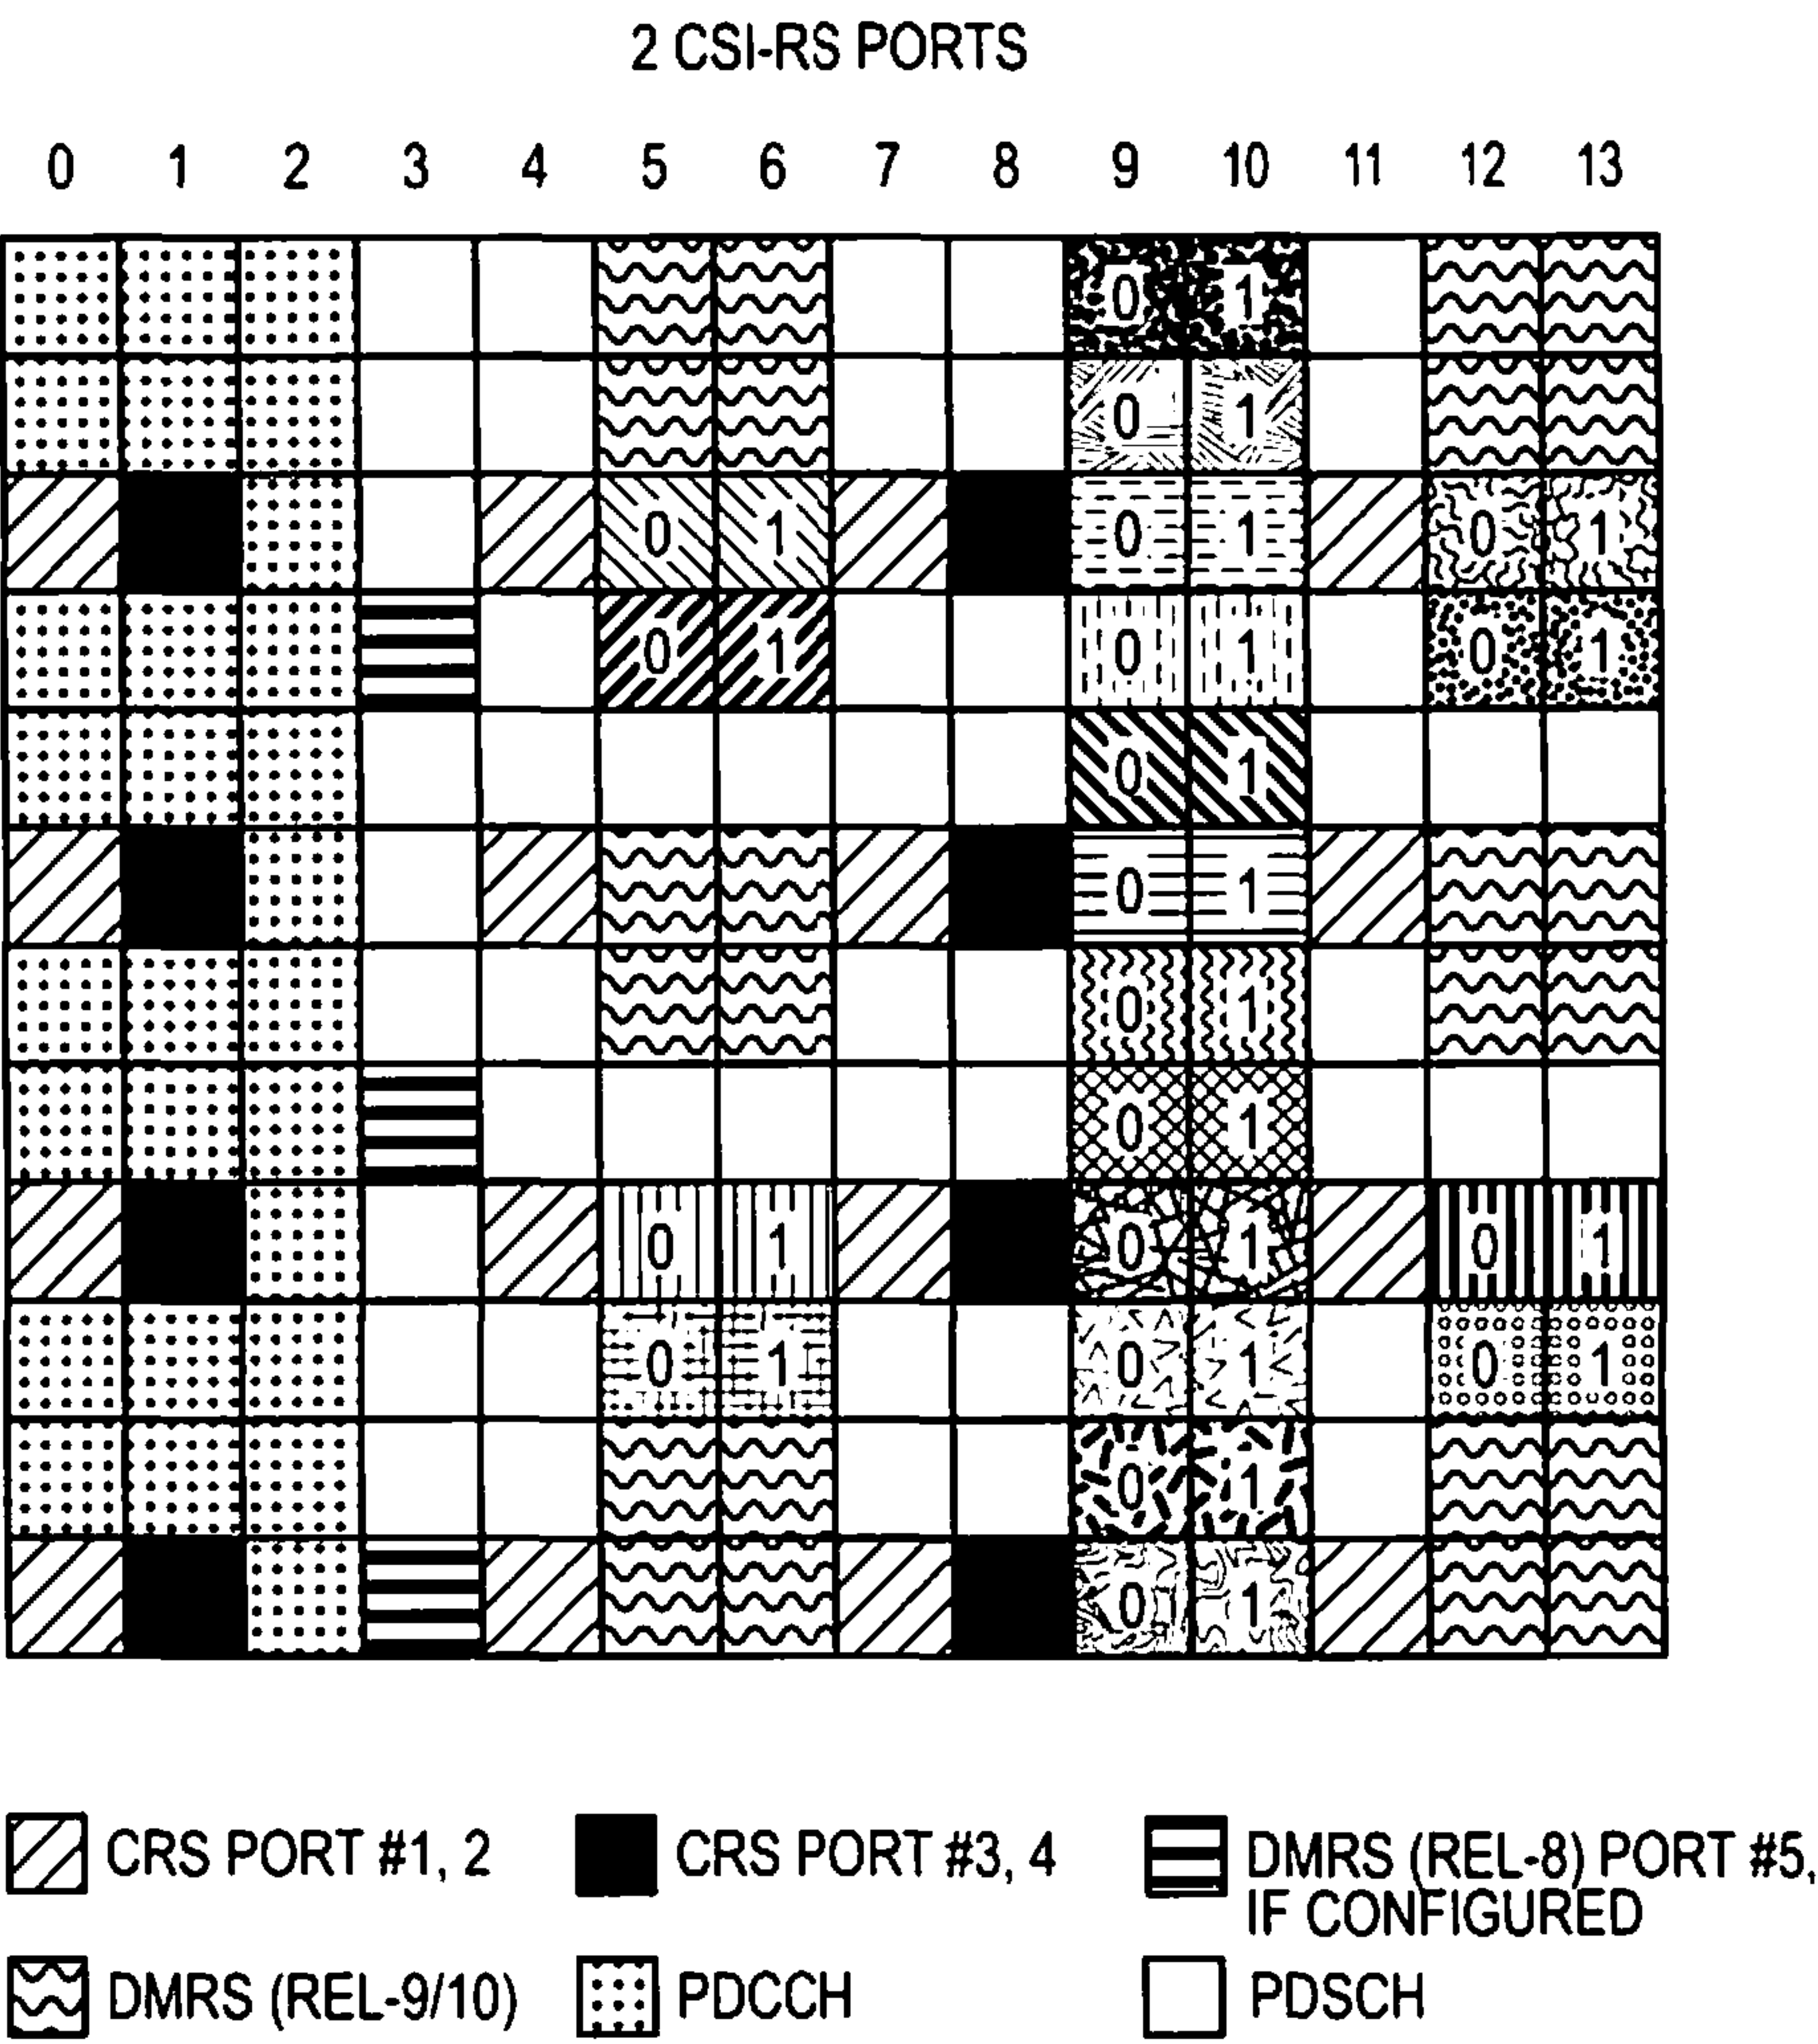 2 CSI-RS PORTS
0 1 2 3 4 5 6 7 8 9 10 11 12 13
0 1
0 1
0 1 0 1 0 1
0 1 0 1 0 1
0 1
0 1
0 1
0 1
0 1 0 1 0 1
0 1 0 1 0 1
0 1
0 1
CRS PORT #1, 2 CRS PORT #3, 4 DMRS (REL-8) PORT #5,
IF CONFIGURED
DMRS (REL-9/10) PDCCH PDSCH